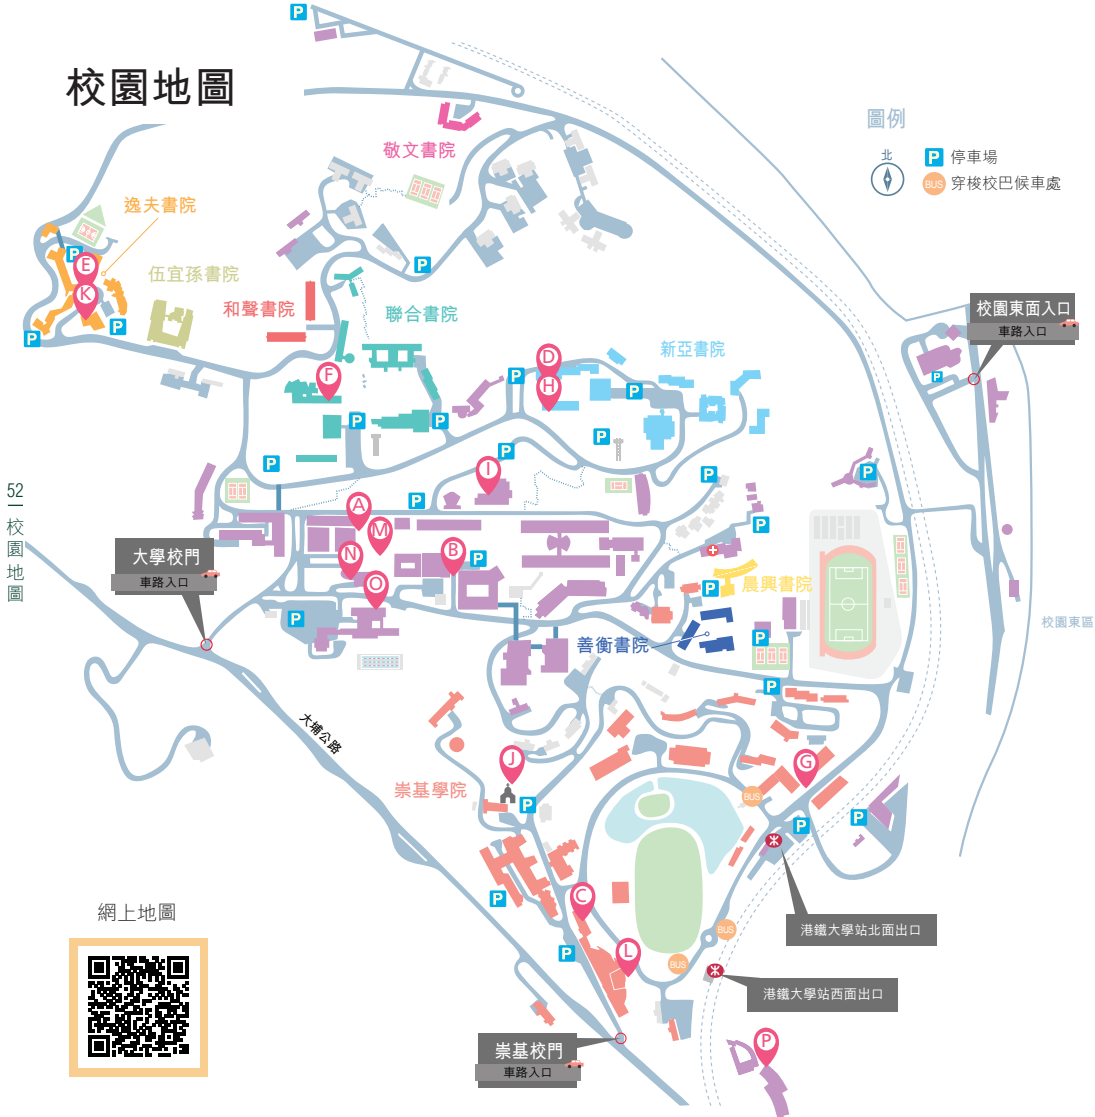 P
校園地圖
圖例
敬文書院
北
P 停車場
BUS 穿梭校巴候車處
逸夫書院
P
E
伍宜孫書院
P
K
和聲書院
聯合書院
校園東面入口
車路入口
P
P
新亞書院
D
F
P
H
P
P
P
P
P
P
P
I
P
P
P
52
校園地圖
A
M
P
大學校門
車路入口
N
B
P
O
P
晨興書院
P
校園東區
善衡書院
P
P
大埔公路
J
崇基學院
G
P
BUS
P
P
P
C
網上地圖
港鐵大學站北面出口
BUS
P
L
BUS
港鐵大學站西面出口
崇基校門
車路入口
P